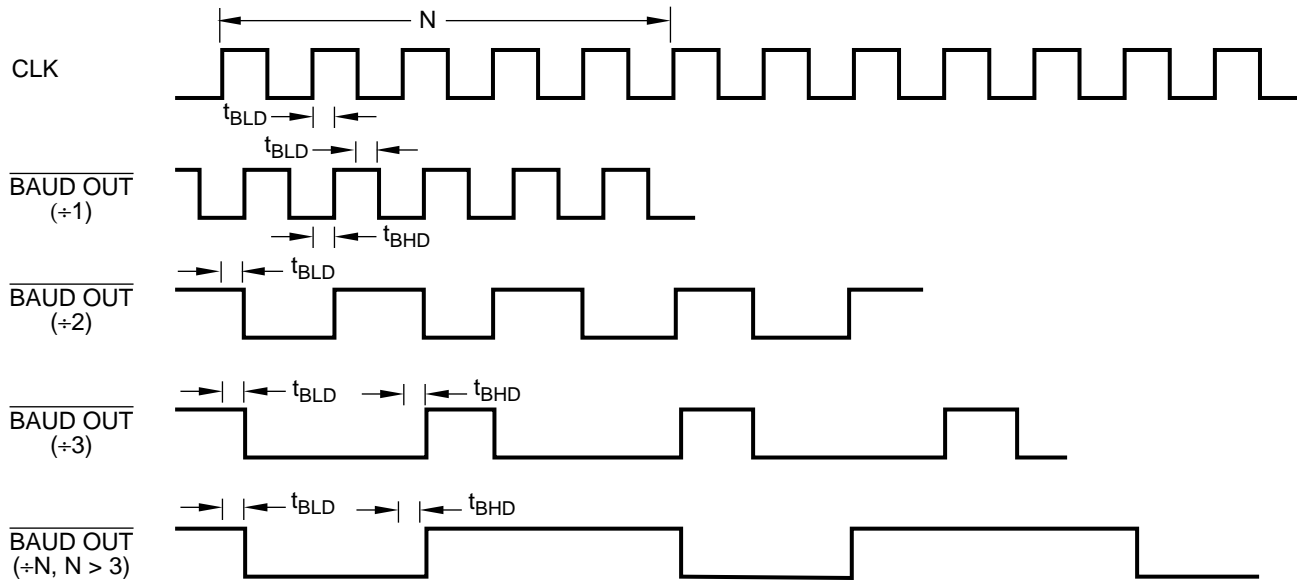 N
CLK
tBLD
tBLD
BAUD OUT
(÷1)
tBHD
tBLD
BAUD OUT
(÷2)
tBLD
tBHD
BAUD OUT
(÷3)
tBLD
tBHD
BAUD OUT
(÷N, N > 3)